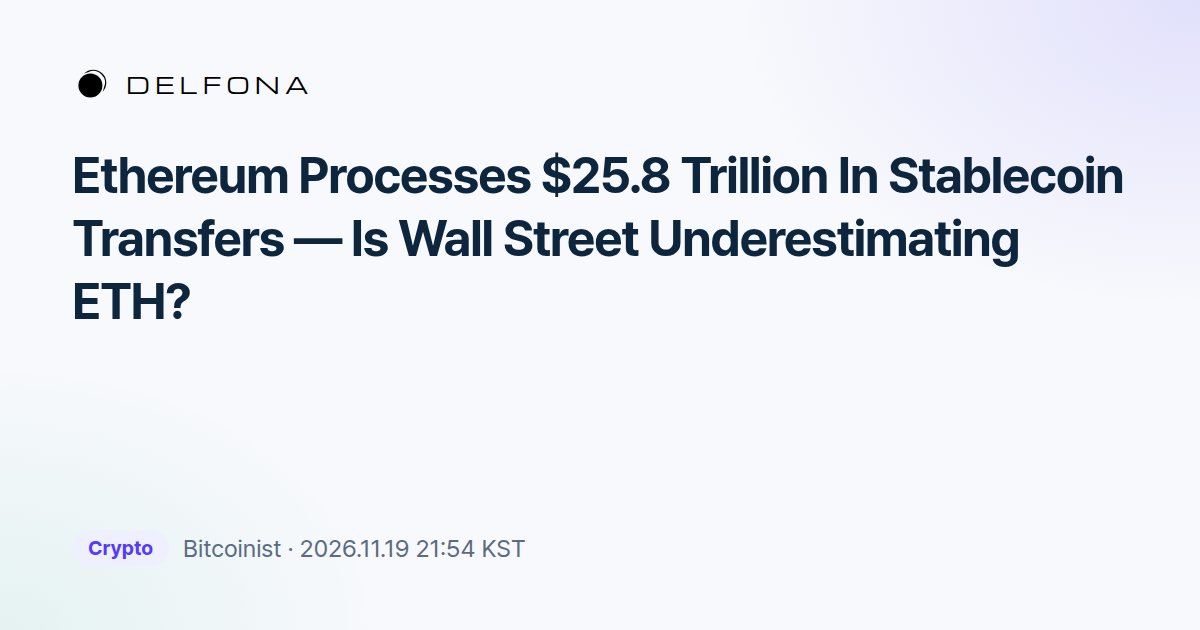 DELFONA
Ethereum Processes $25.8 Trillion In Stablecoin
Transfers — Is Wall Street Underestimating
ETH?
Crypto Bitcoinist · 2026.11.19 21:54 KST